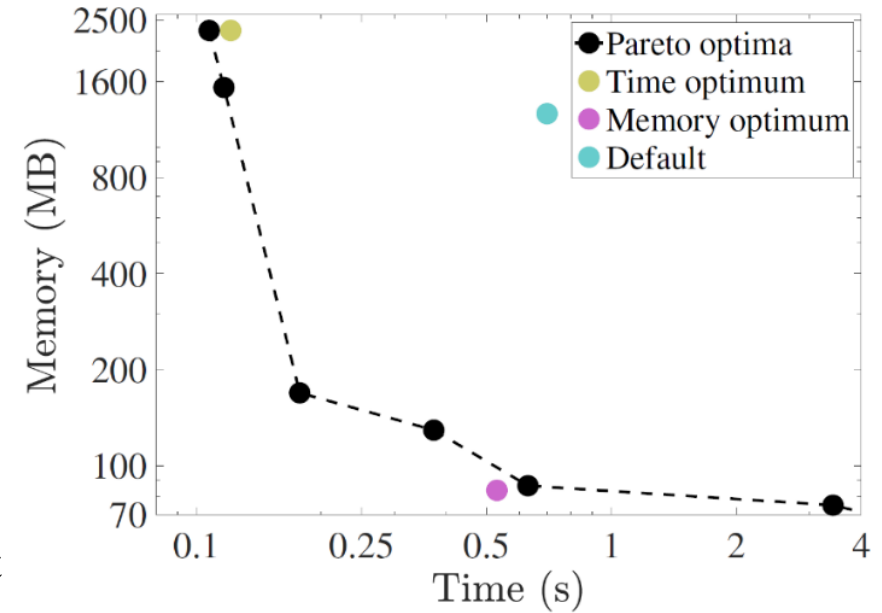 2500
1600
800
400
200
100
70
Memory (MB)
Pareto optima
Time optimum
Memory optimum
Default
0.1 0.25 0.5 1 2 4
Time (s)